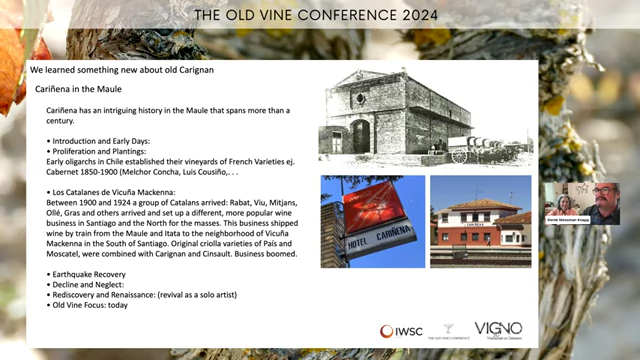 THE OLD VINE CONFERENCE 2024
We learned something new about old Carignan
Cariñena in the Maule
Cariñena has an intriguing history in the Maule that spans more than a
century.
• Introduction and Early Days:
• Proliferation and Plantings:
Early oligarchs in Chile established their vineyards of French Varieties ej.
Cabernet 1850-1900 (Melchor Concha, Luis Cousiño,. . .
• Los Catalanes de Vicuña Mackenna:
Between 1900 and 1924 a group of Catalans arrived: Rabat, Viu, Mitjans,
Ollé, Gras and others arrived and set up a different, more popular wine
business in Santiago and the North for the masses. This business shipped
wine by train from the Maule and Itata to the neighborhood of Vicuña
Mackenna in the South of Santiago. Original criolla varieties of País and
Moscatel, were combined with Carignan and Cinsault. Business boomed.
• Earthquake Recovery
• Decline and Neglect:
• Rediscovery and Renaissance: (revival as a solo artist)
• Old Vine Focus: today
HOTEL CARIÑENA
CARIÑENA
Derek Mossman Knapp
IWSC
THE OLD VINE CONFERENCE
VIGNO